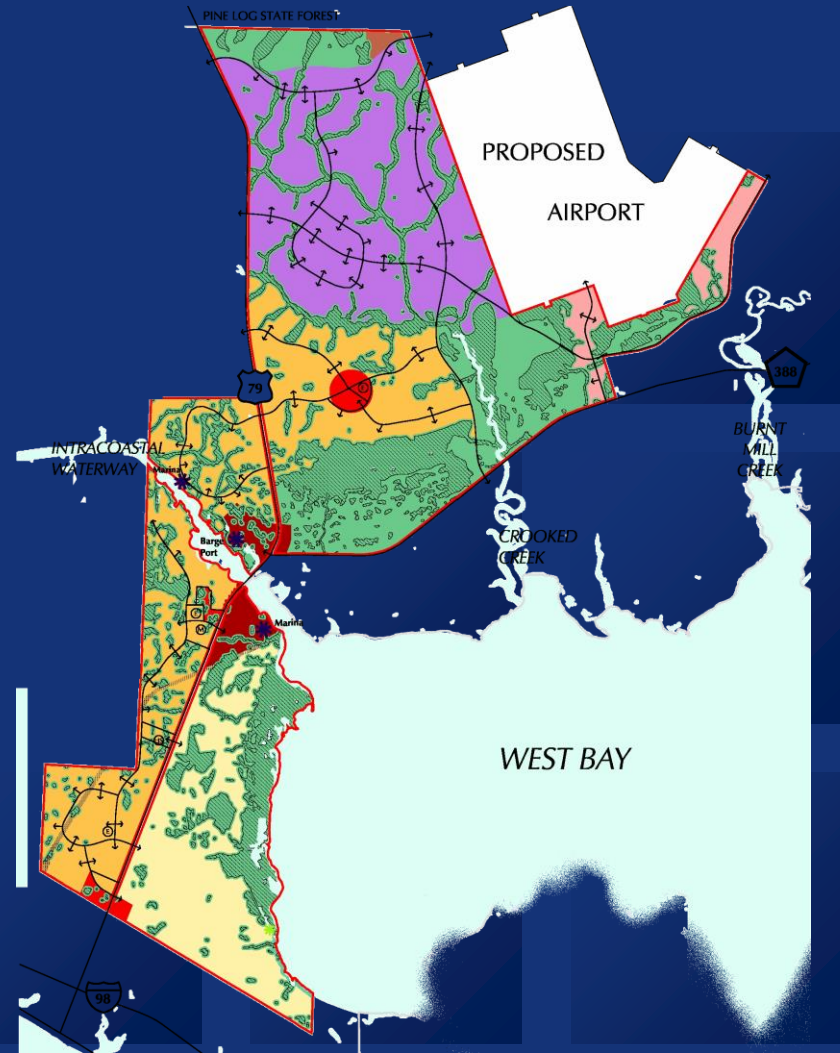 PINE LOG STATE FOREST
PROPOSED
AIRPORT
79
388
INTRACOASTAL
WATERWAY
Marina
BURNT
MILL
CREEK
Barge
Port
CROOKED
CREEK
M
Marina
WEST BAY
E
98